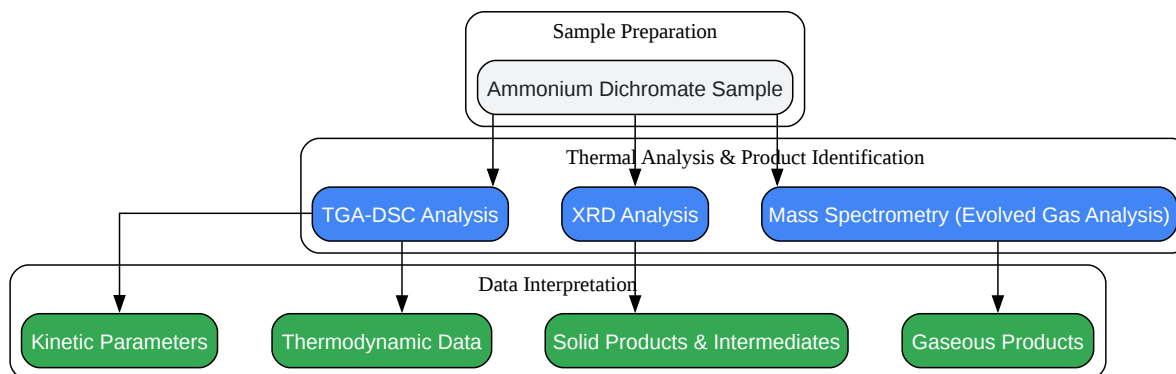 Sample Preparation
Ammonium Dichromate Sample
Thermal Analysis & Product Identification
TGA-DSC Analysis
XRD Analysis
Mass Spectrometry (Evolved Gas Analysis)
Data Interpretation
Kinetic Parameters
Thermodynamic Data
Solid Products & Intermediates
Gaseous Products